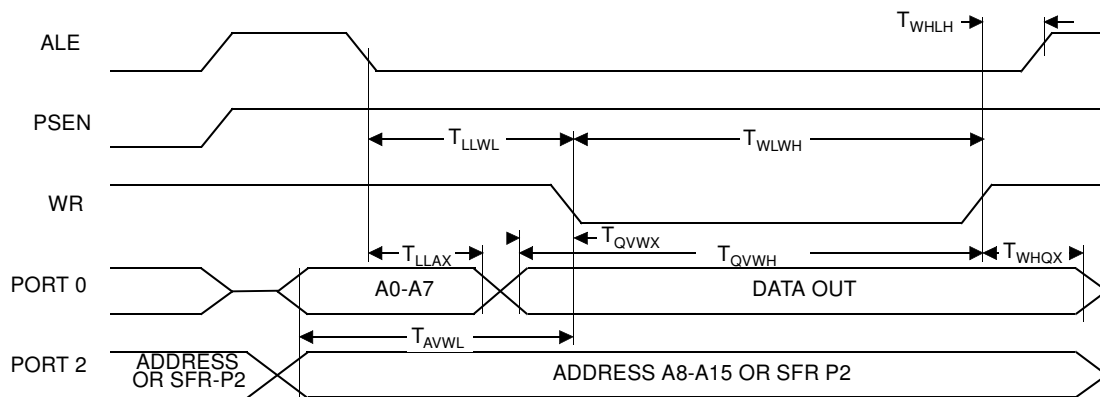 ALE
T_WHLH
PSEN
T_LLWL
T_WLWH
WR
T_QVWX
T_LLAX
T_QVWH
T_WHQX
PORT 0
A0-A7
DATA OUT
T_AVWL
PORT 2
ADDRESS
OR SFR-P2
ADDRESS A8-A15 OR SFR P2